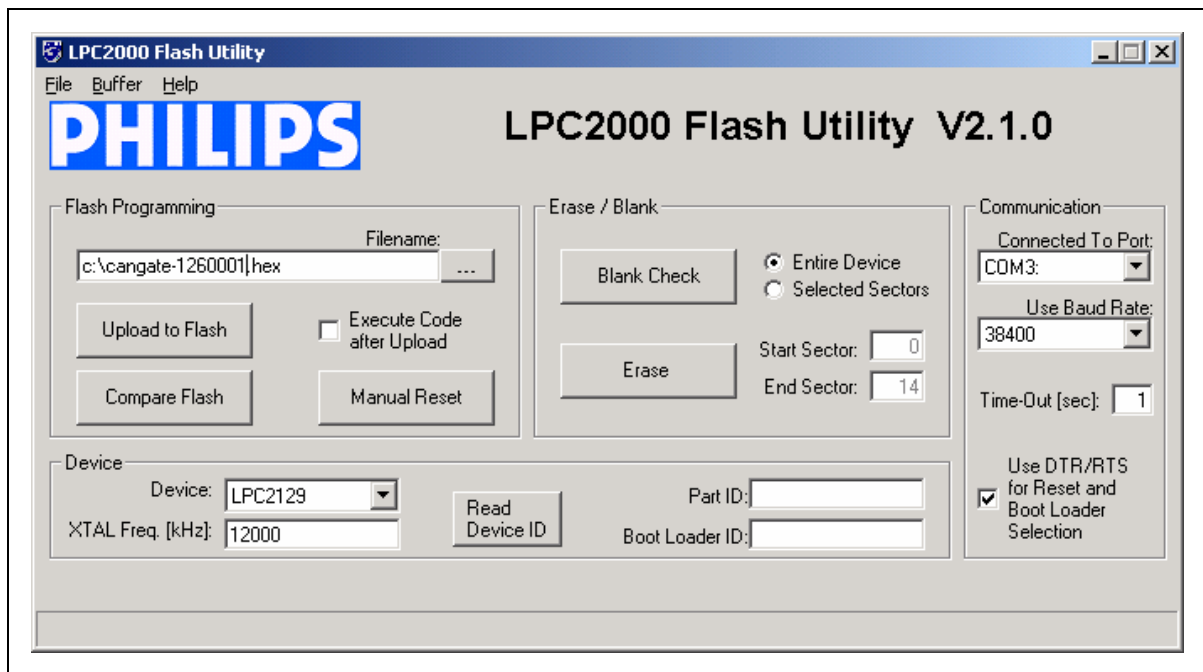 LPC2000 Flash Utility
File Buffer Help
PHILIPS
LPC2000 Flash Utility V2.1.0
Flash Programming
Filename:
c:\cangate-1260001.hex
...
Upload to Flash
Execute Code
after Upload
Compare Flash
Manual Reset
Erase / Blank
Blank Check
Entire Device
Selected Sectors
Erase
Start Sector: 0
End Sector: 14
Communication
Connected To Port:
COM3:
Use Baud Rate:
38400
Time-Out [sec]: 1
Use DTR/RTS
for Reset and
Boot Loader
Selection
Device
Device: LPC2129
XTAL Freq. [kHz]: 12000
Read
Device ID
Part ID:
Boot Loader ID: